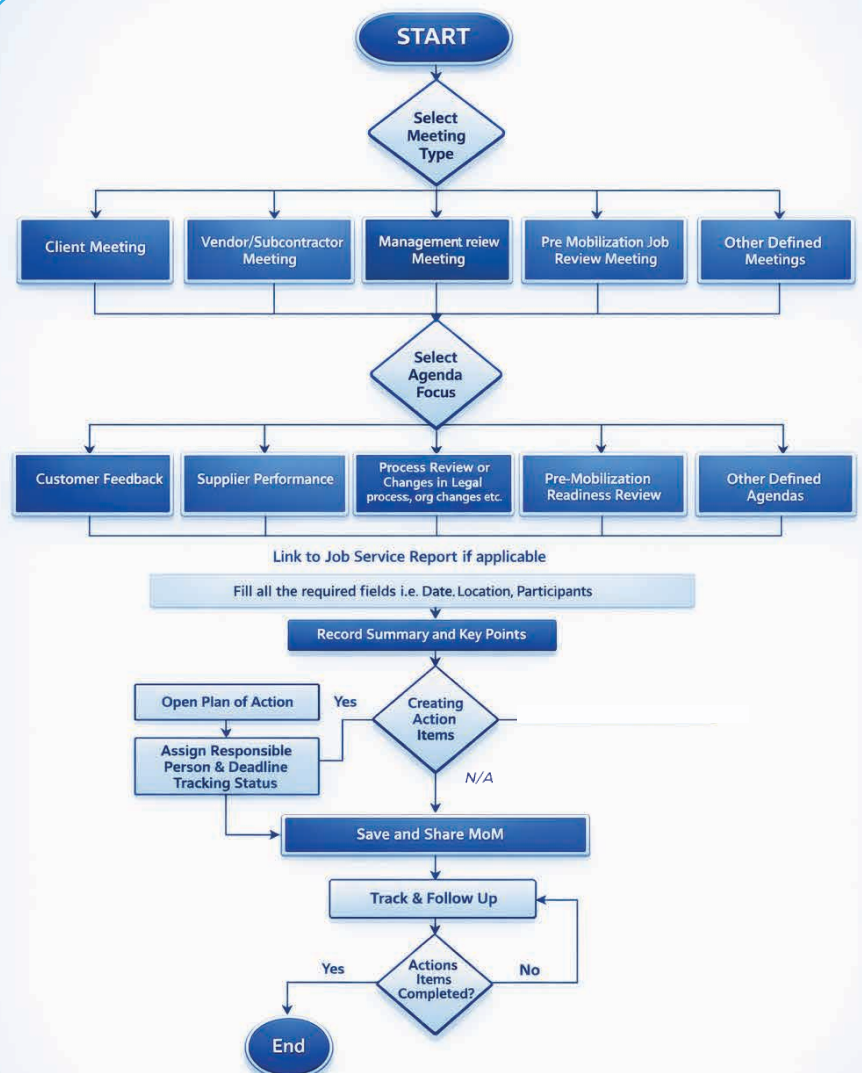 START
Select
Meeting
Type
Client Meeting
Vendor/Subcontractor
Meeting
Management reiew
Meeting
Pre Mobilization Job
Review Meeting
Other Defined
Meetings
Select
Agenda
Focus
Customer Feedback
Supplier Performance
Process Review or
Changes in Legal
process, org changes etc.
Pre-Mobilization
Readiness Review
Other Defined
Agendas
Link to Job Service Report if applicable
Fill all the required fields i.e. Date. Location, Participants
Record Summary and Key Points
Open Plan of Action
Yes
Creating
Action
Items
Assign Responsible
Person & Deadline
Tracking Status
N/A
Save and Share MoM
Track & Follow Up
Yes
Actions
Items
Completed?
No
End